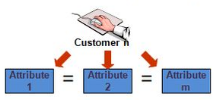 Customer n
Attribute 1 = Attribute 2 = Attribute m